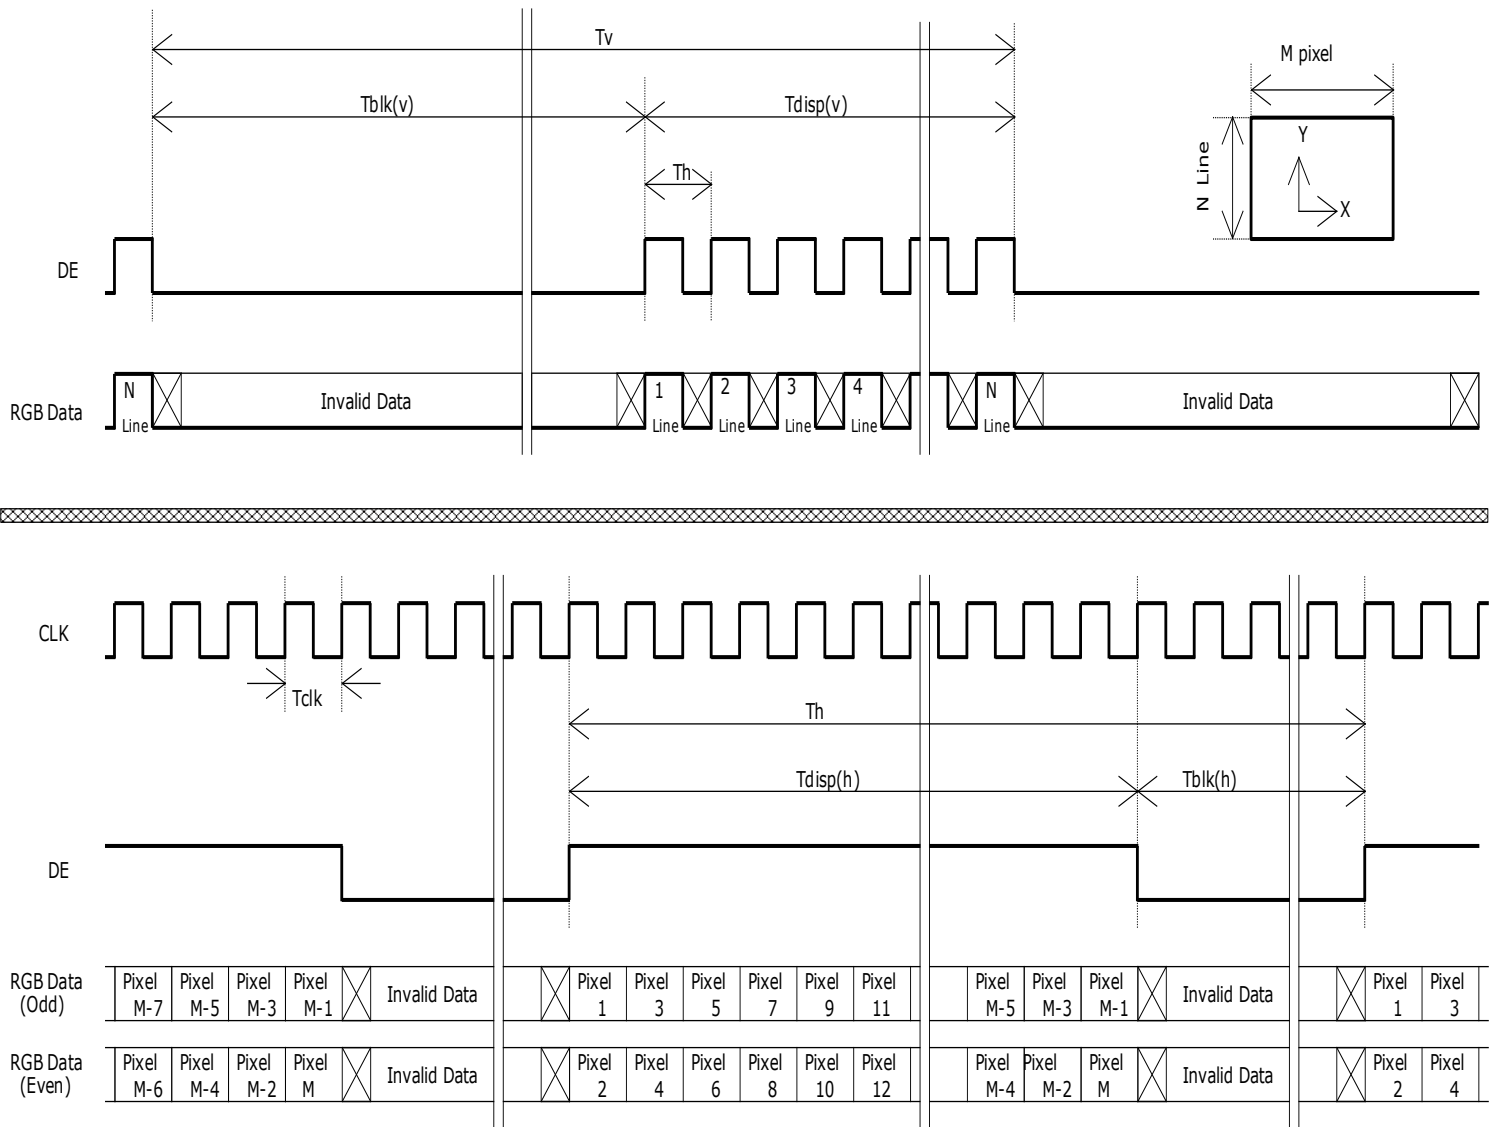 Tv
M pixel
Tblk(v) Tdisp(v)
Th
N Line
Y
X
DE
RGB Data
N Line Invalid Data 1 Line 2 Line 3 Line 4 Line N Line Invalid Data
CLK
Tclk
Th
Tdisp(h) Tblk(h)
DE
RGB Data (Odd)
Pixel M-7 Pixel M-5 Pixel M-3 Pixel M-1 Invalid Data Pixel 1 Pixel 3 Pixel 5 Pixel 7 Pixel 9 Pixel 11 Pixel M-5 Pixel M-3 Pixel M-1 Invalid Data Pixel 1 Pixel 3
RGB Data (Even)
Pixel M-6 Pixel M-4 Pixel M-2 Pixel M Invalid Data Pixel 2 Pixel 4 Pixel 6 Pixel 8 Pixel 10 Pixel 12 Pixel M-4 Pixel M-2 Pixel M Invalid Data Pixel 2 Pixel 4